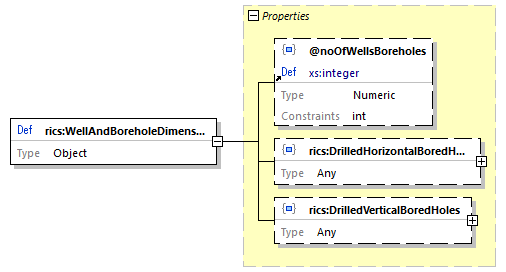 Properties
@noOfWellsBoreholes
Def xs:integer
Type Numeric
Constraints int
Def rics:WellAndBoreholeDimens...
Type Object
rics:DrilledHorizontalBoredH...
Type Any
rics:DrilledVerticalBoredHoles
Type Any